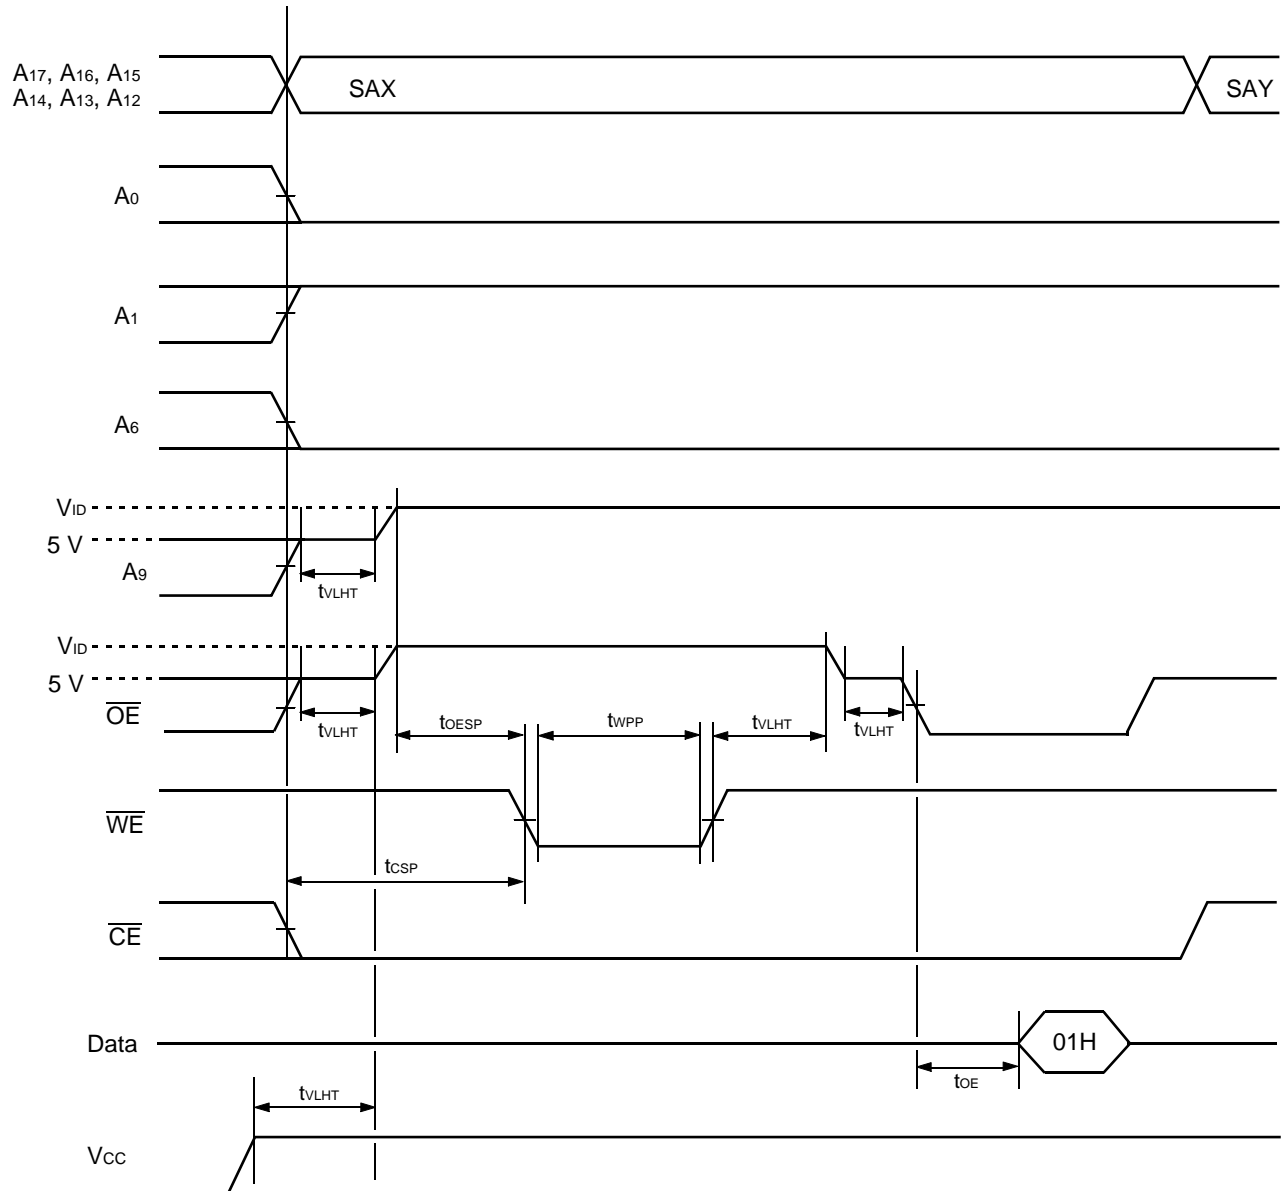 A17, A16, A15
A14, A13, A12
SAX
SAY
A0
A1
A6
VID
5 V
A9
tVLHT
VID
5 V
OE
tVLHT
tOESP
tWPP
tVLHT
tVLHT
WE
tCSP
CE
Data
01H
tOE
tVLHT
VCC